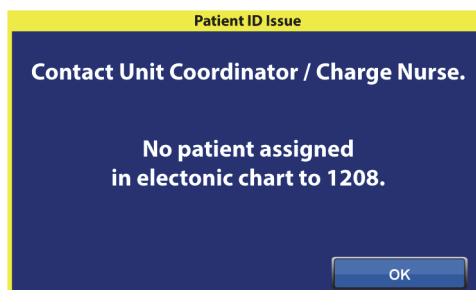 Patient ID Issue
Contact Unit Coordinator / Charge Nurse.
No patient assigned
in electonic chart to 1208.
OK